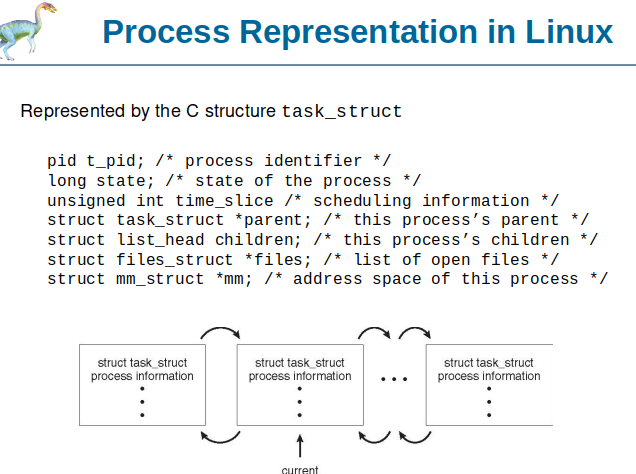 Process Representation in Linux
Represented by the C structure task_struct
pid t_pid; /* process identifier */
long state; /* state of the process */
unsigned int time_slice /* scheduling information */
struct task_struct *parent; /* this process’s parent */
struct list_head children; /* this process’s children */
struct files_struct *files; /* list of open files */
struct mm_struct *mm; /* address space of this process */
struct task_struct
process information
struct task_struct
process information
struct task_struct
process information
current